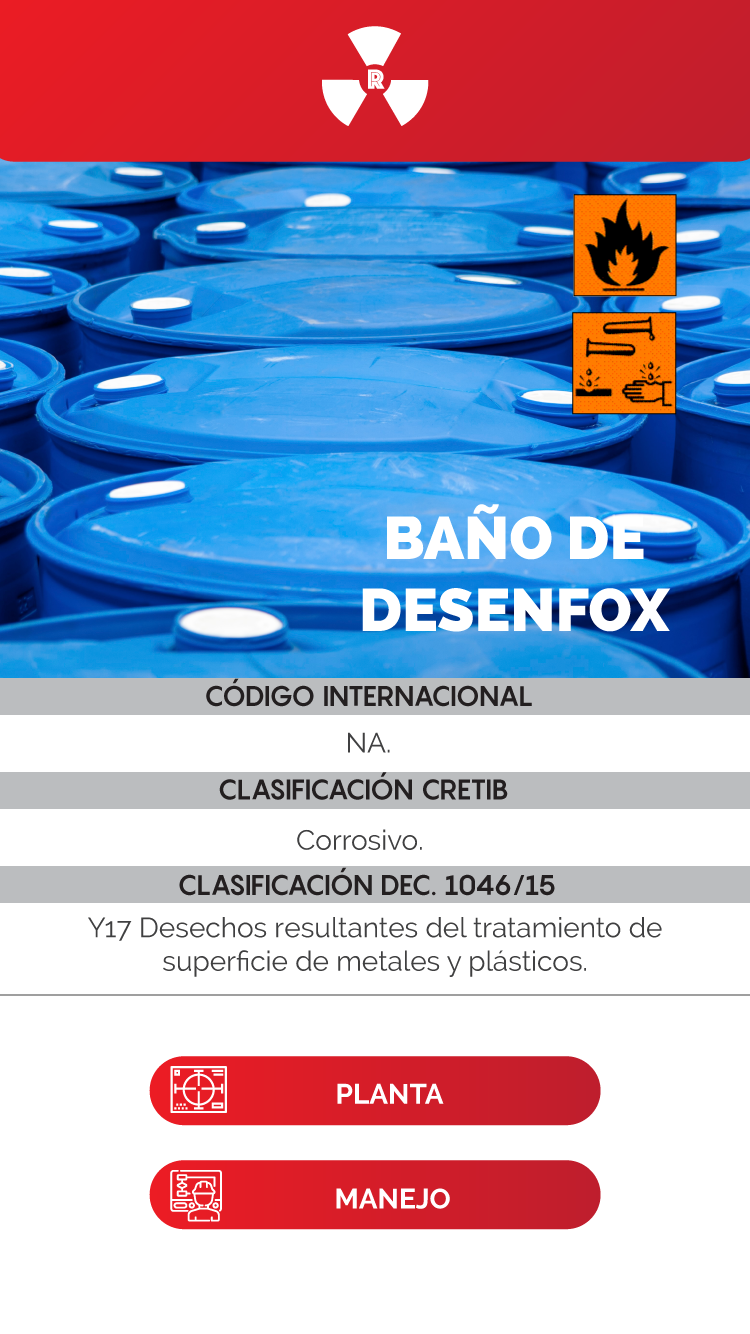 R
BAÑO DE
DESENFOX
CÓDIGO INTERNACIONAL
NA.
CLASIFICACIÓN CRETIB
Corrosivo.
CLASIFICACIÓN DEC. 1046/15
Y17 Desechos resultantes del tratamiento de
superficie de metales y plásticos.
PLANTA
MANEJO